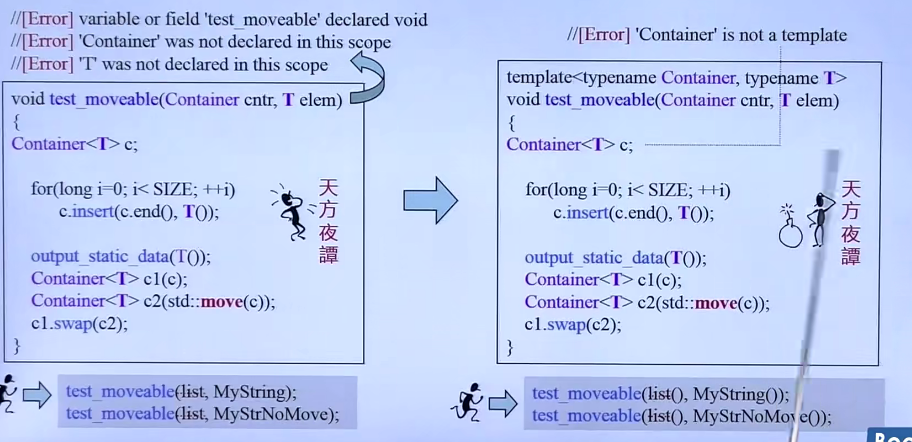 //[Error] variable or field 'test_moveable' declared void
//[Error] 'Container' was not declared in this scope
//[Error] 'T' was not declared in this scope
void test_moveable(Container cntr, T elem)
{
Container<T> c;
for(long i=0; i< SIZE; ++i)
c.insert(c.end(), T());
output_static_data(T());
Container<T> c1(c);
Container<T> c2(std::move(c));
c1.swap(c2);
}
天方夜譚
test_moveable(list, MyString);
test_moveable(list, MyStrNoMove);
//[Error] 'Container' is not a template
template<typename Container, typename T>
void test_moveable(Container cntr, T elem)
{
Container<T> c;
for(long i=0; i< SIZE; ++i)
c.insert(c.end(), T());
output_static_data(T());
Container<T> c1(c);
Container<T> c2(std::move(c));
c1.swap(c2);
}
天方夜譚
test_moveable(list(), MyString());
test_moveable(list(), MyStrNoMove());